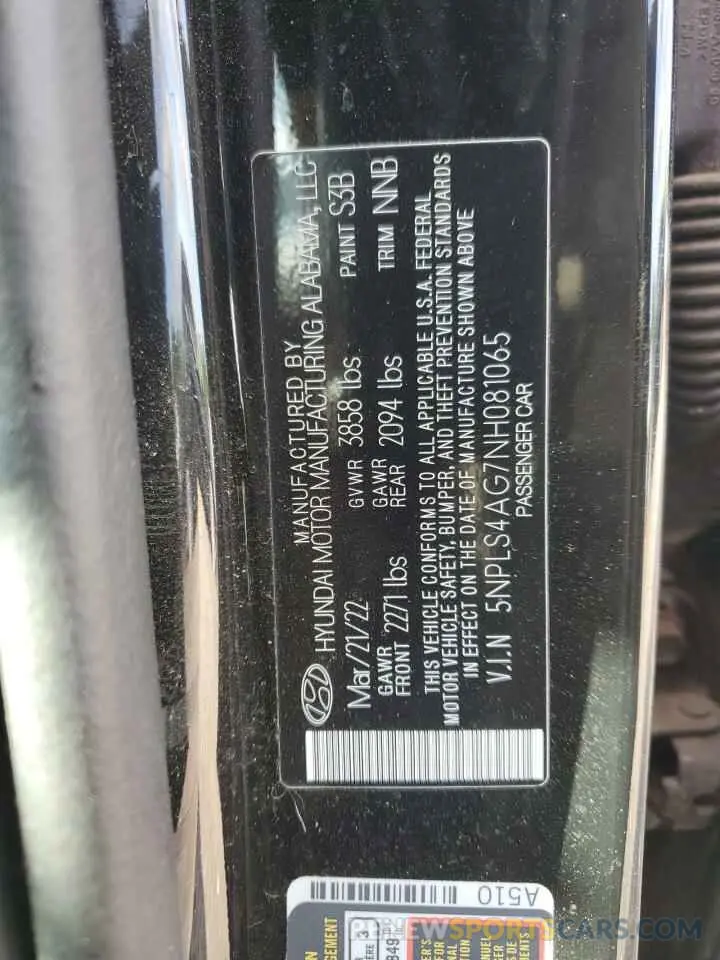 MANUFACTURED BY
HYUNDAI MOTOR MANUFACTURING ALABAMA, LLC
Mar/21/22 GVWR 3858 lbs PAINT S3B
GAWR FRONT 2271 lbs GAWR REAR 2094 lbs TRIM NNB
THIS VEHICLE CONFORMS TO ALL APPLICABLE U.S.A. FEDERAL
MOTOR VEHICLE SAFETY, BUMPER, AND THEFT PREVENTION STANDARDS
IN EFFECT ON THE DATE OF MANUFACTURE SHOWN ABOVE
V.I.N 5NPLS4AG7NH081065
PASSENGER CAR
A510
RENEWSPORTSCARS.COM